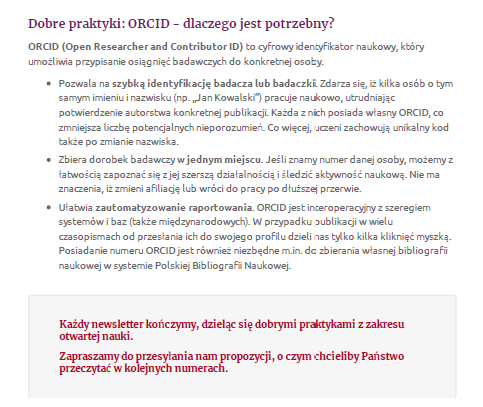 Dobre praktyki: ORCID – dlaczego jest potrzebny?
ORCID (Open Researcher and Contributor ID) to cyfrowy identyfikator naukowy, który
umożliwia przypisanie osiągnięć badawczych do konkretnej osoby.
• Pozwala na szybką identyfikację badacza lub badaczki. Zdarza się, iż kilka osób o tym
samym imieniu i nazwisku (np. „Jan Kowalski”) pracuje naukowo, utrudniając
potwierdzenie autorstwa konkretnej publikacji. Każda z nich posiada własny ORCID, co
zmniejsza liczbę potencjalnych nieporozumień. Co więcej, uczeni zachowują unikalny kod
także po zmianie nazwiska.
• Zbiera dorobek badawczy w jednym miejscu. Jeśli znamy numer danej osoby, możemy z
łatwością zapoznać się z jej szerszą działalnością i śledzić aktywność naukową. Nie ma
znaczenia, iż zmieni afiliację lub wróci do pracy po dłuższej przerwie.
• Ułatwia zautomatyzowanie raportowania. ORCID jest interoperacyjny z szeregiem
systemów i baz (także międzynarodowych). W przypadku publikacji w wielu
czasopismach od przesłania ich do swojego profilu dzieli nas tylko kilka kliknięć myszką.
Posiadanie numeru ORCID jest również niezbędne m.in. do zbierania własnej bibliografii
naukowej w systemie Polskiej Bibliografii Naukowej.
Każdy newsletter kończymy, dzieląc się dobrymi praktykami z zakresu
otwartej nauki.
Zapraszamy do przesyłania nam propozycji, o czym chcieliby Państwo
przeczytać w kolejnych numerach.